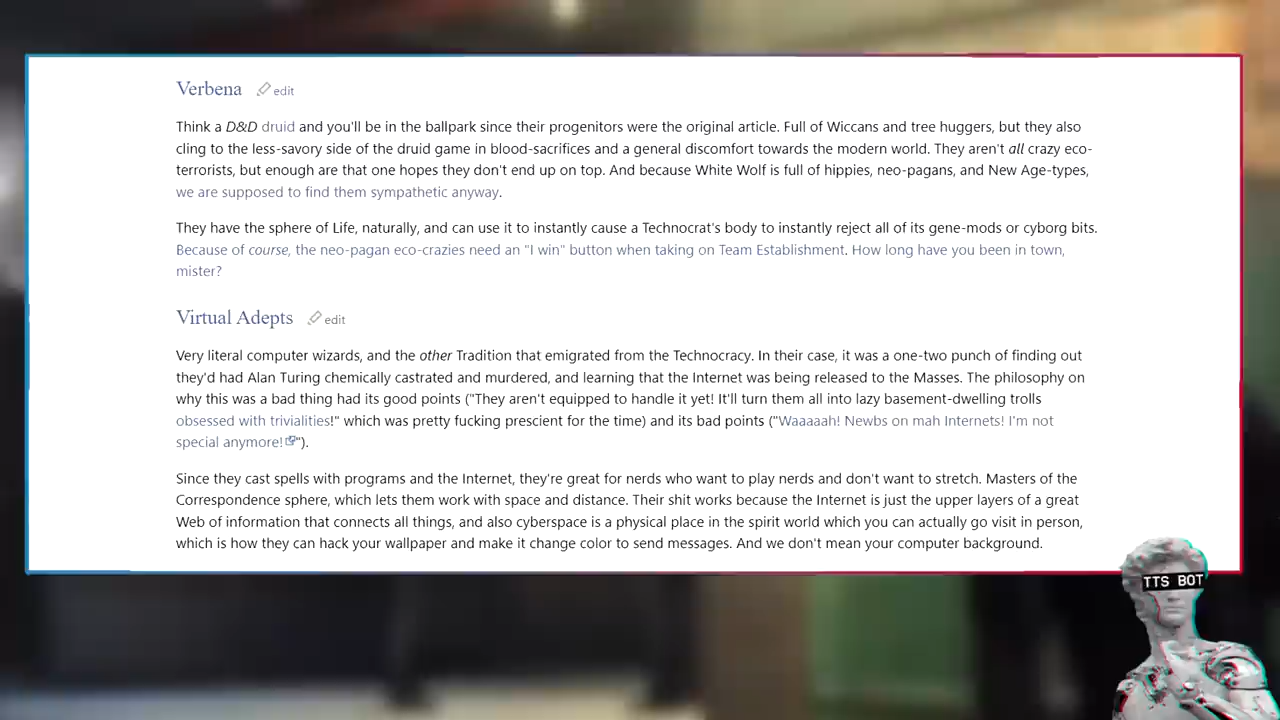 Verbena edit
Think a D&D druid and you'll be in the ballpark since their progenitors were the original article. Full of Wiccans and tree huggers, but they also
cling to the less-savory side of the druid game in blood-sacrifices and a general discomfort towards the modern world. They aren't all crazy eco-
terrorists, but enough are that one hopes they don't end up on top. And because White Wolf is full of hippies, neo-pagans, and New Age-types,
we are supposed to find them sympathetic anyway.
They have the sphere of Life, naturally, and can use it to instantly cause a Technocrat's body to instantly reject all of its gene-mods or cyborg bits.
Because of course, the neo-pagan eco-crazies need an "I win" button when taking on Team Establishment. How long have you been in town,
mister?
Virtual Adepts edit
Very literal computer wizards, and the other Tradition that emigrated from the Technocracy. In their case, it was a one-two punch of finding out
they'd had Alan Turing chemically castrated and murdered, and learning that the Internet was being released to the Masses. The philosophy on
why this was a bad thing had its good points ("They aren't equipped to handle it yet! It'll turn them all into lazy basement-dwelling trolls
obsessed with trivialities!" which was pretty fucking prescient for the time) and its bad points ("Waaaaah! Newbs on mah Internets! I'm not
special anymore!").
Since they cast spells with programs and the Internet, they're great for nerds who want to play nerds and don't want to stretch. Masters of the
Correspondence sphere, which lets them work with space and distance. Their shit works because the Internet is just the upper layers of a great
Web of information that connects all things, and also cyberspace is a physical place in the spirit world which you can actually go visit in person,
which is how they can hack your wallpaper and make it change color to send messages. And we don't mean your computer background.
TTS BOT